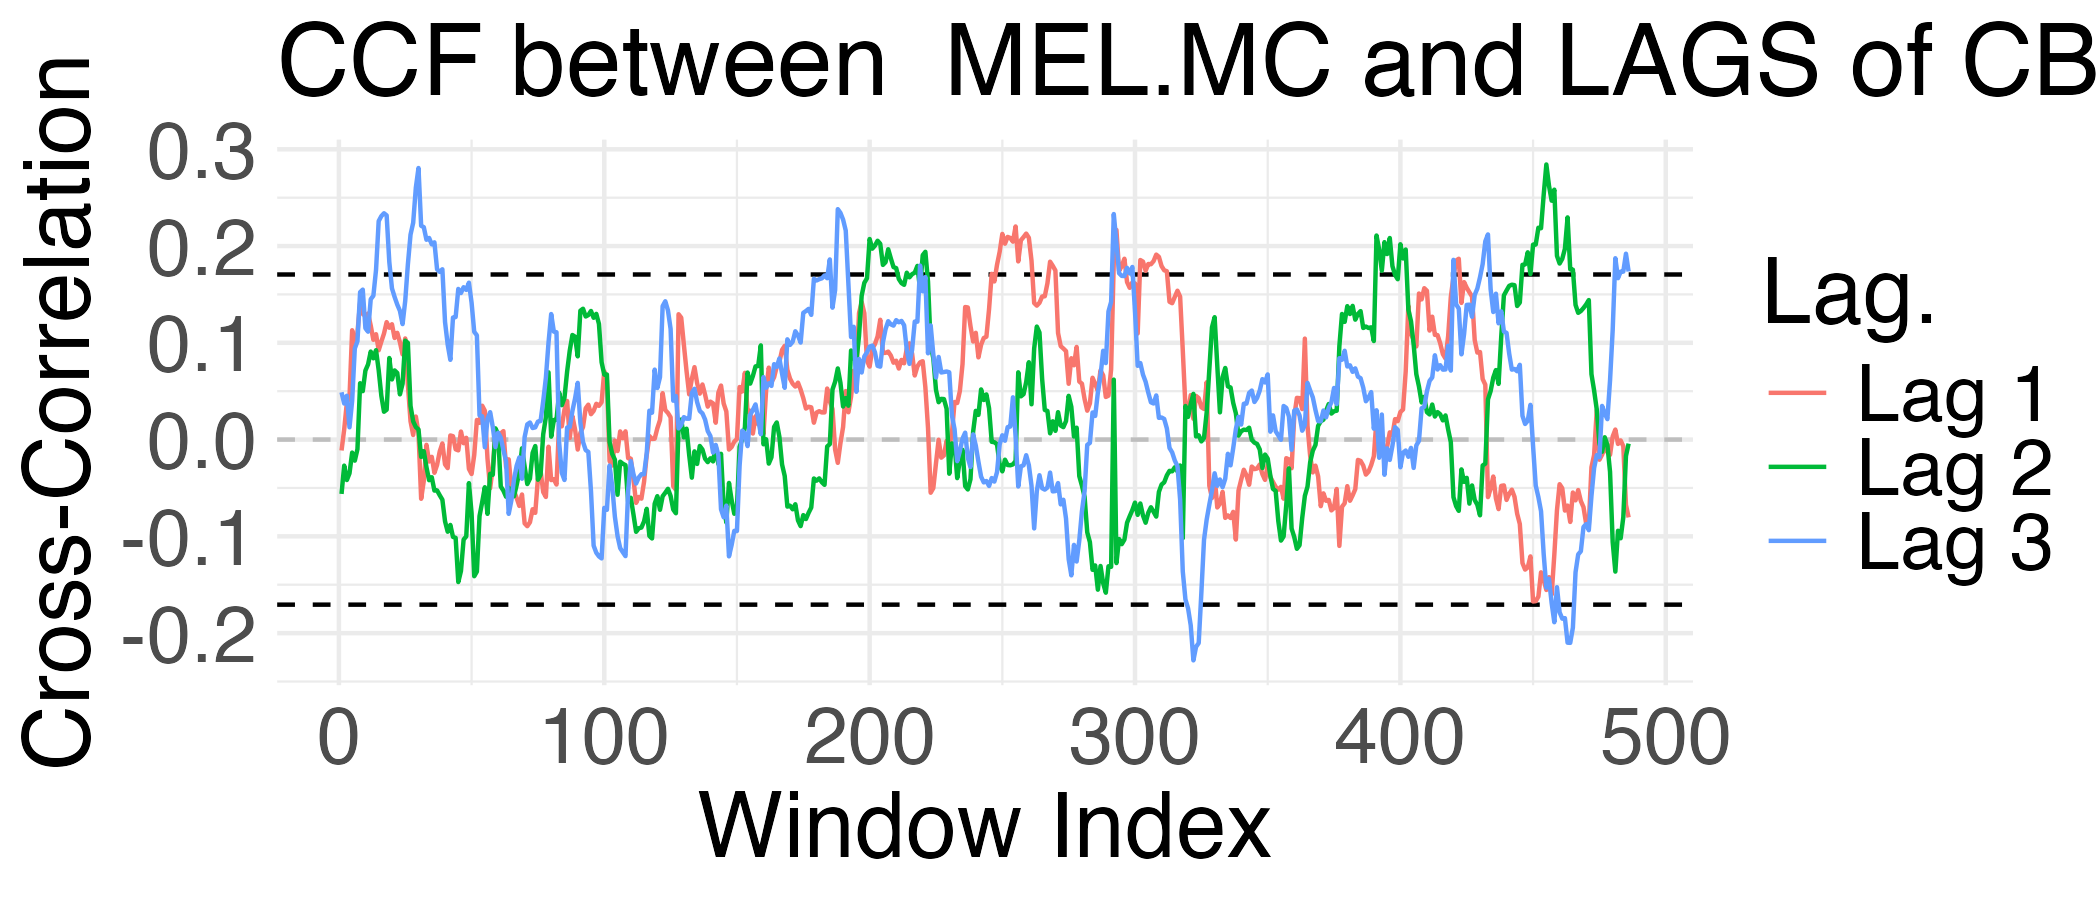 CCF between  MEL.MC and LAGS of CB
Cross-Correlation
0.3
0.2
0.1
0.0
-0.1
-0.2
0 100 200 300 400 500
Window Index
Lag.
Lag 1
Lag 2
Lag 3